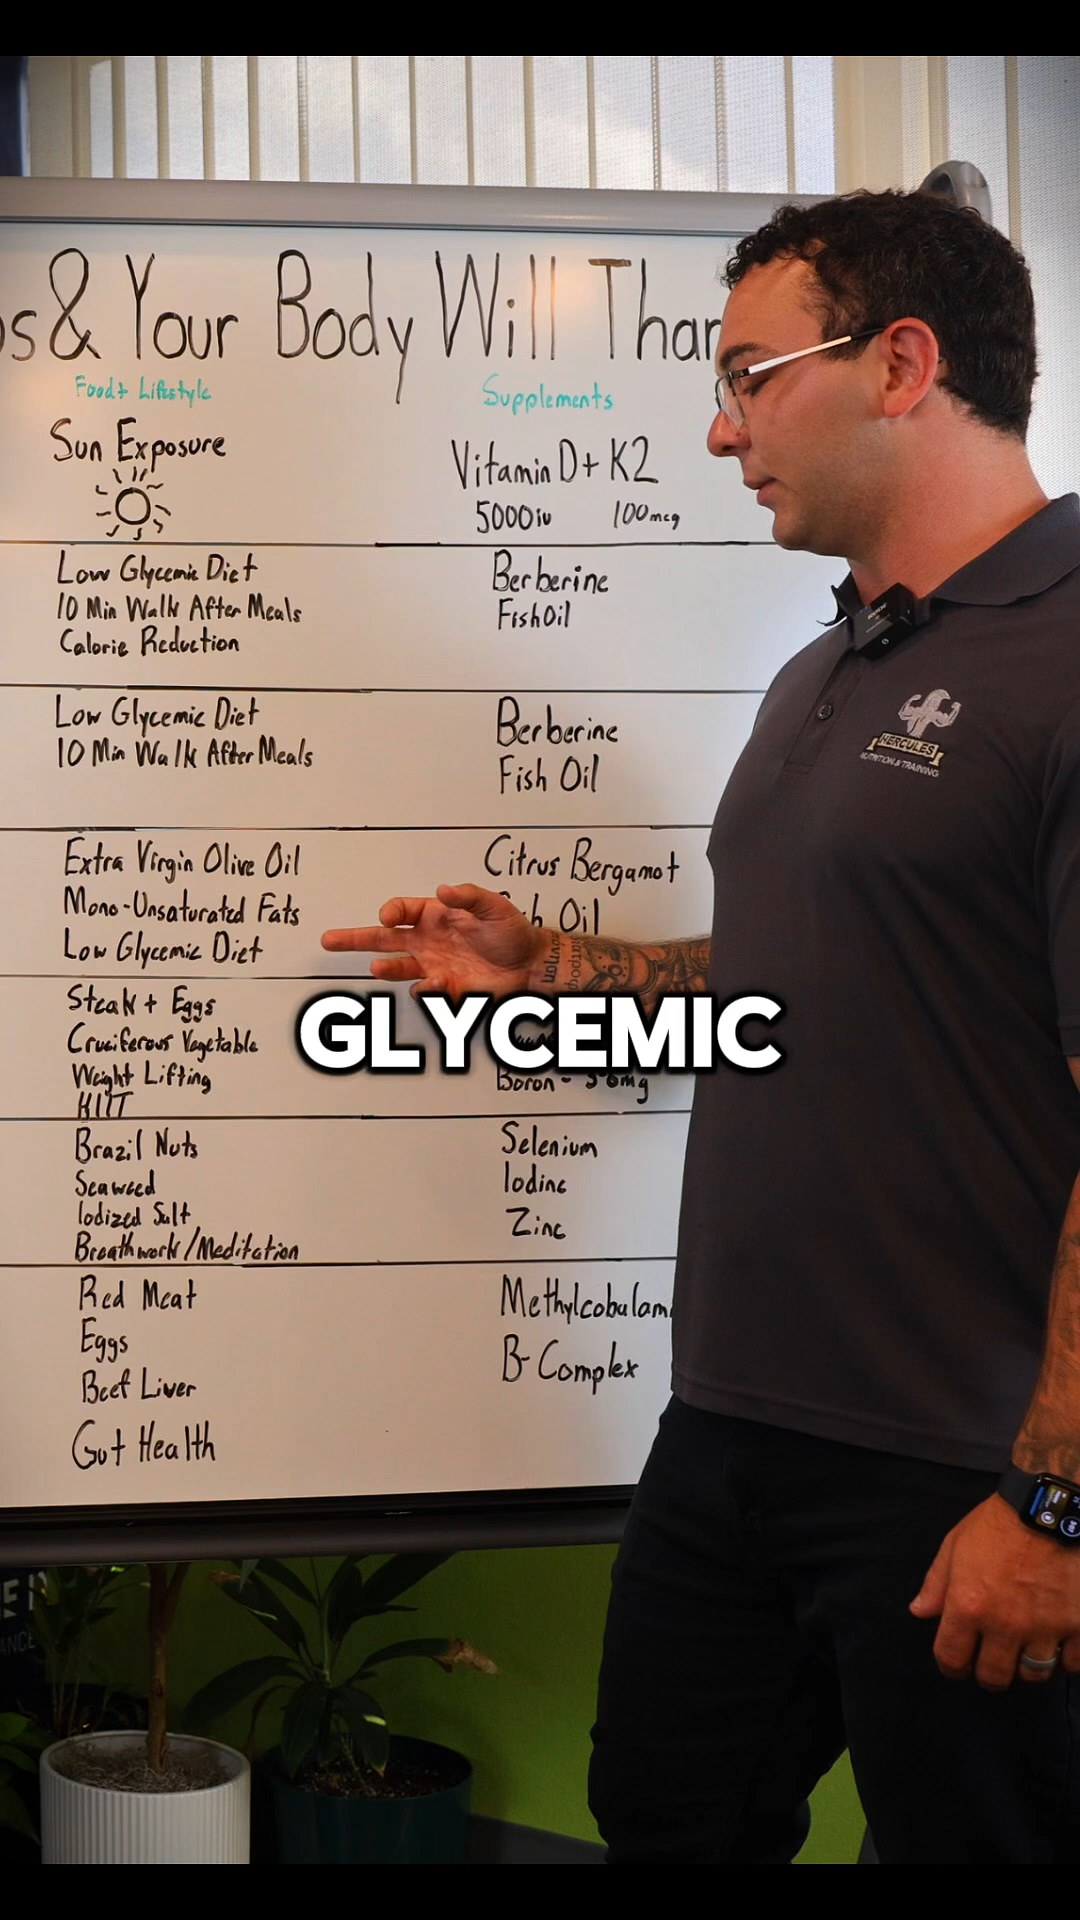 & Your Body Will
Food + Lifestyle
Supplements
Sun Exposure
Vitamin D + K2
5000iu 100mcg
Low Glycemic Diet
10 Min Walk After Meals
Calorie Reduction
Berberine
Fish Oil
Low Glycemic Diet
10 Min Walk After Meals
Berberine
Fish Oil
Extra Virgin Olive Oil
Mono-Unsaturated Fats
Low Glycemic Diet
Citrus Bergamot
Oil
Steak + Eggs
Cruciferous Vegetable
Weight Lifting
HIIT
Boron -
GLYCEMIC
Brazil Nuts
Seaweed
Iodized Salt
Breathwork/Meditation
Selenium
Iodine
Zinc
Red Meat
Eggs
Beef Liver
Gut Health
Methylcobalam
B-Complex
HERCULES
NUTRITION & TRAINING